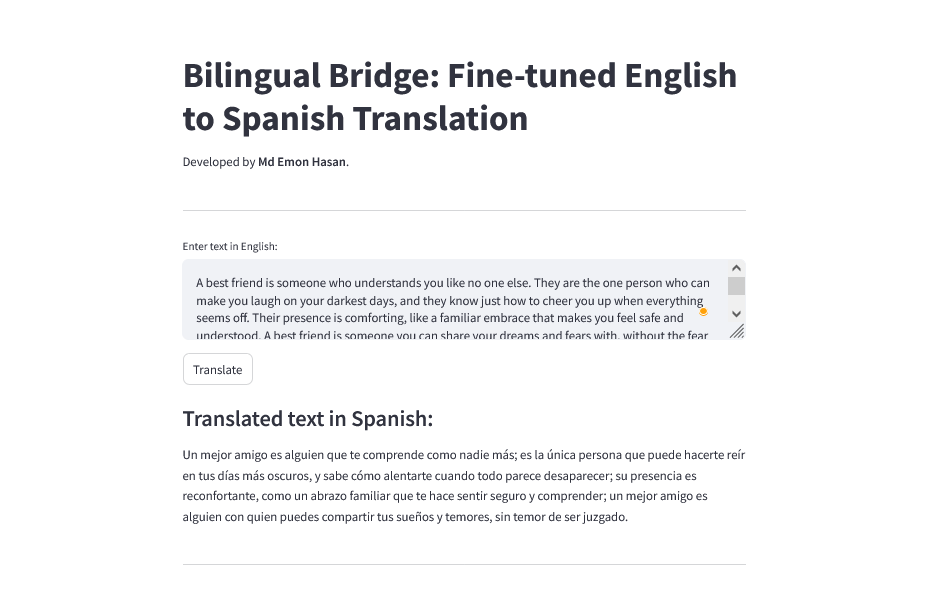 Bilingual Bridge: Fine-tuned English
to Spanish Translation
Developed by Md Emon Hasan.
Enter text in English:
A best friend is someone who understands you like no one else. They are the one person who can
make you laugh on your darkest days, and they know just how to cheer you up when everything
seems off. Their presence is comforting, like a familiar embrace that makes you feel safe and
understood. A best friend is someone you can share your dreams and fears with, without the fear
Translate
Translated text in Spanish:
Un mejor amigo es alguien que te comprende como nadie más; es la única persona que puede hacerte reír
en tus días más oscuros, y sabe cómo alentarte cuando todo parece desaparecer; su presencia es
reconfortante, como un abrazo familiar que te hace sentir seguro y comprender; un mejor amigo es
alguien con quien puedes compartir tus sueños y temores, sin temor de ser juzgado.